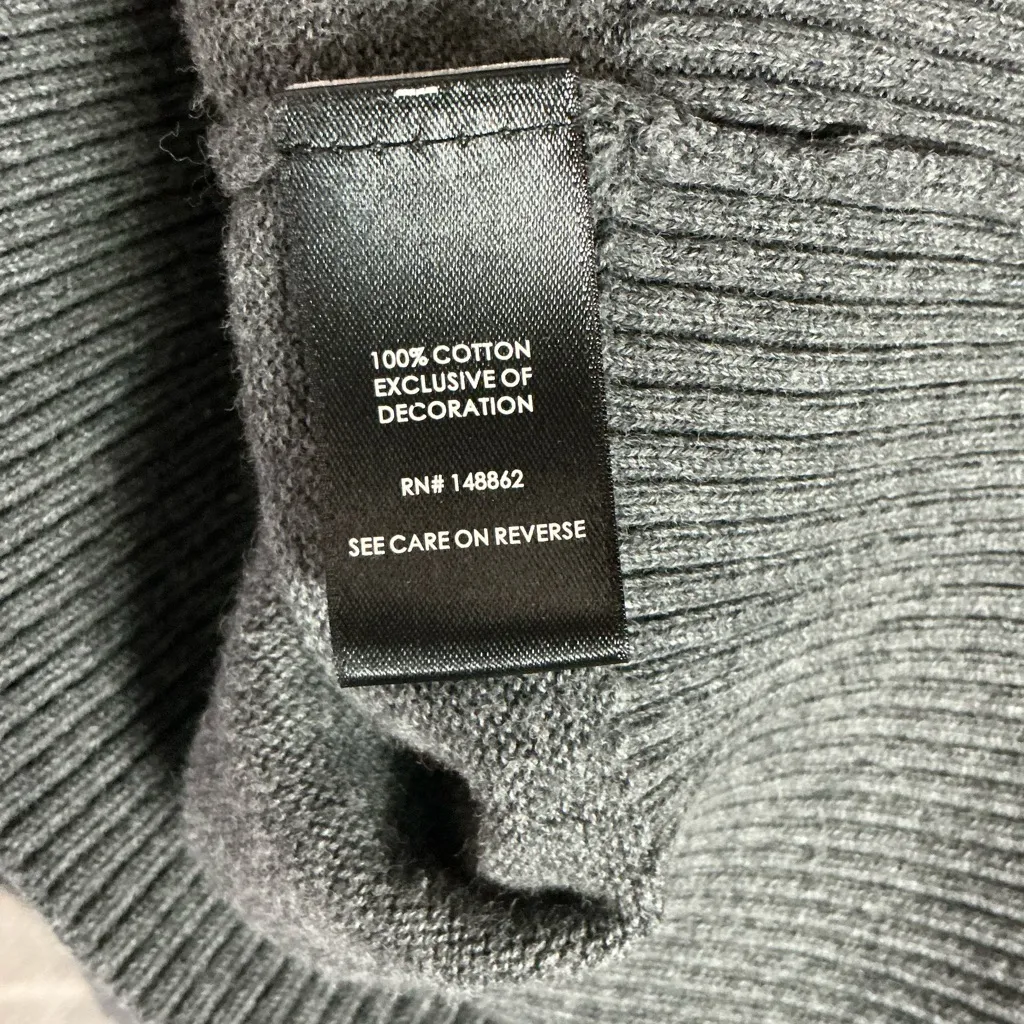 100% COTTON
EXCLUSIVE OF
DECORATION
RN# 148862
SEE CARE ON REVERSE